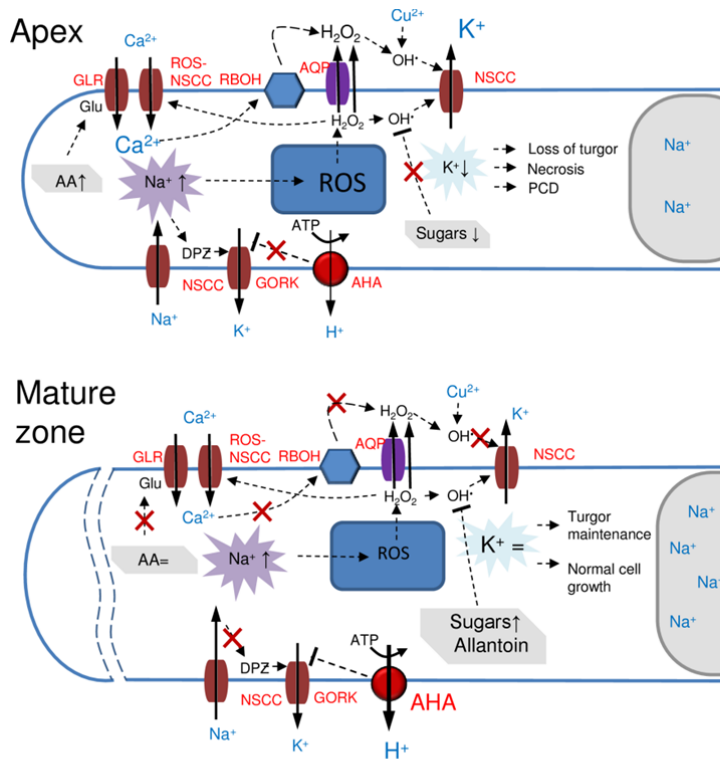 Apex
H₂O₂
Cu²⁺
K⁺
Ca²⁺
ROS-
NSCC
GLR
RBOH
AQP
OH•
NSCC
Glu
Ca²⁺
H₂O₂
OH•
AA↑
Na⁺ ↑
ROS
K⁺↓
Loss of turgor
Necrosis
PCD
Na⁺
Na⁺
Sugars ↓
DPZ
ATP
NSCC
GORK
AHA
Na⁺
K⁺
H⁺
Mature
zone
Cu²⁺
H₂O₂
K⁺
Ca²⁺
ROS-
NSCC
GLR
RBOH
AQP
OH•
NSCC
Glu
Ca²⁺
H₂O₂
OH•
AA=
Na⁺ ↑
ROS
K⁺ =
Turgor
maintenance
Normal cell
growth
Na⁺
Na⁺
Na⁺
Sugars↑
Allantoin
DPZ
ATP
NSCC
GORK
AHA
Na⁺
K⁺
H⁺